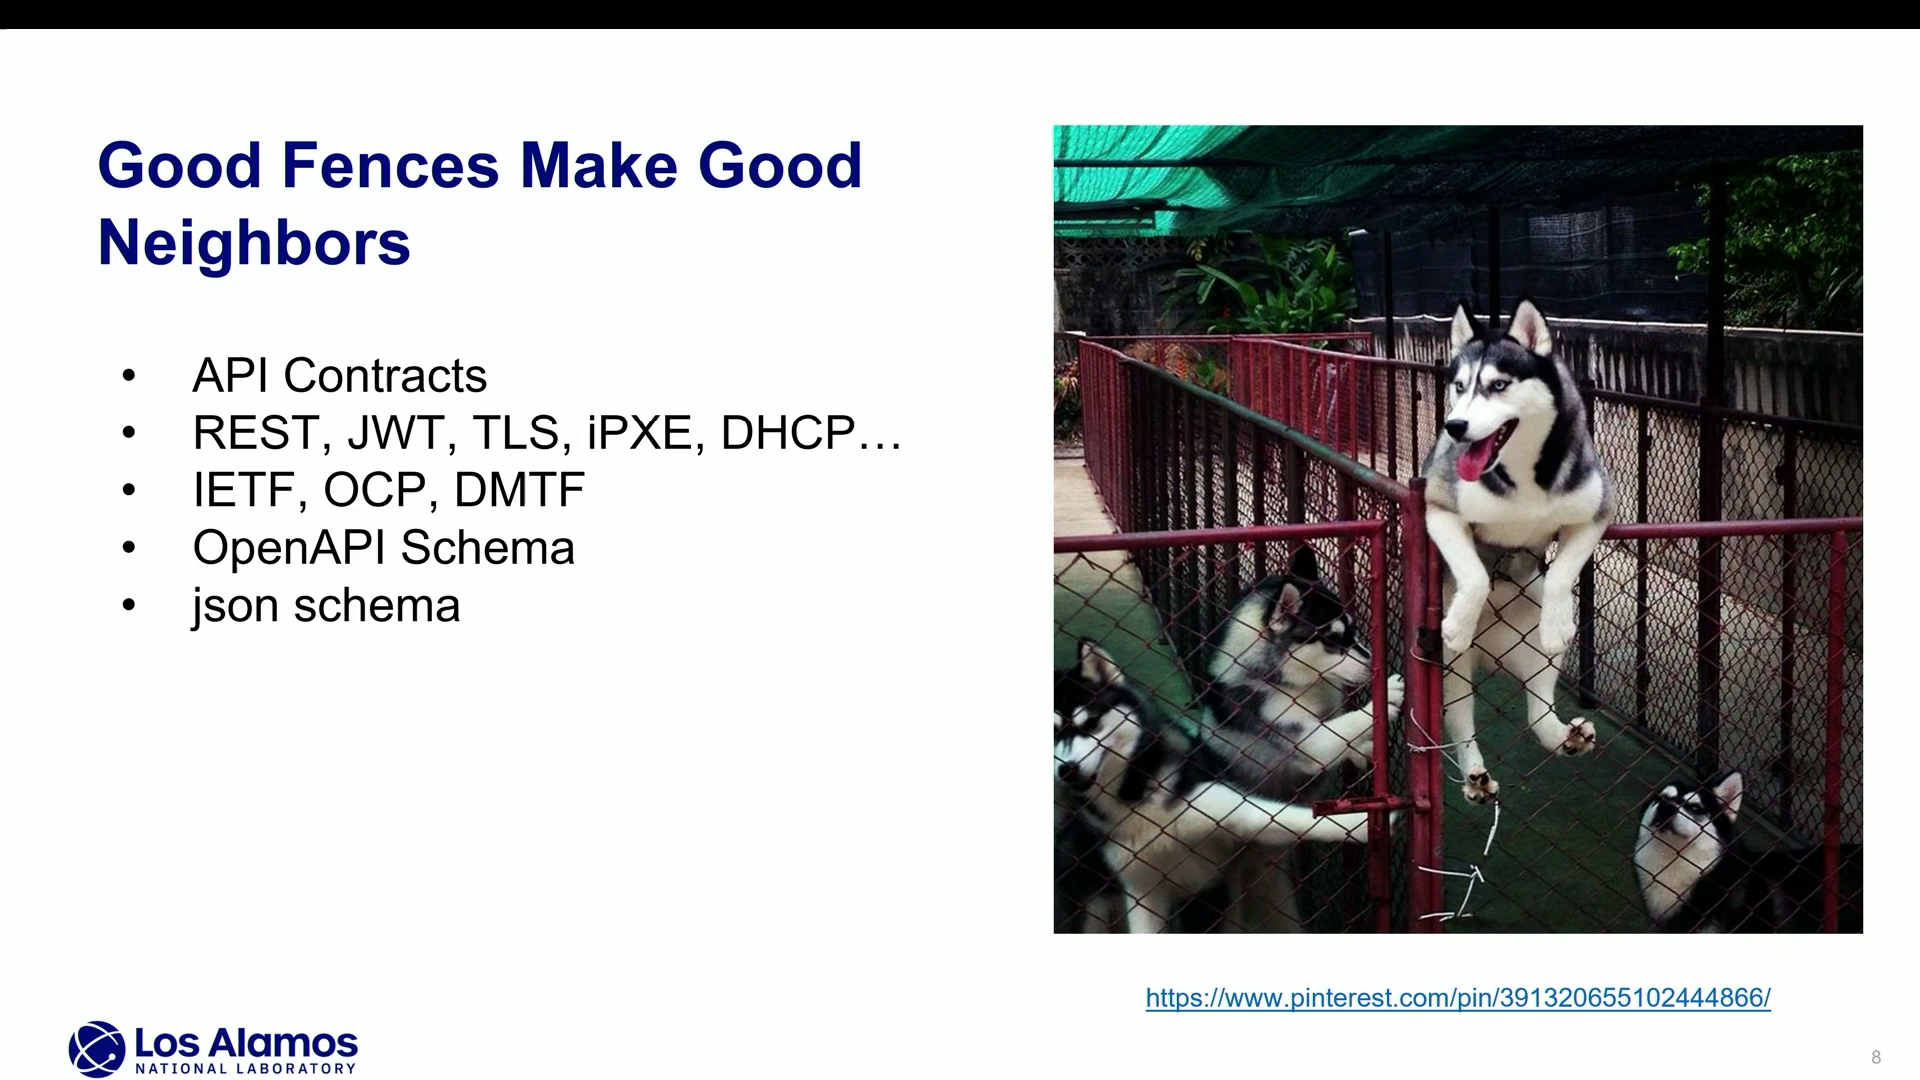 Good Fences Make Good
Neighbors
• API Contracts
• REST, JWT, TLS, iPXE, DHCP…
• IETF, OCP, DMTF
• OpenAPI Schema
• json schema
https://www.pinterest.com/pin/391320655102444866/
Los Alamos
NATIONAL LABORATORY
8